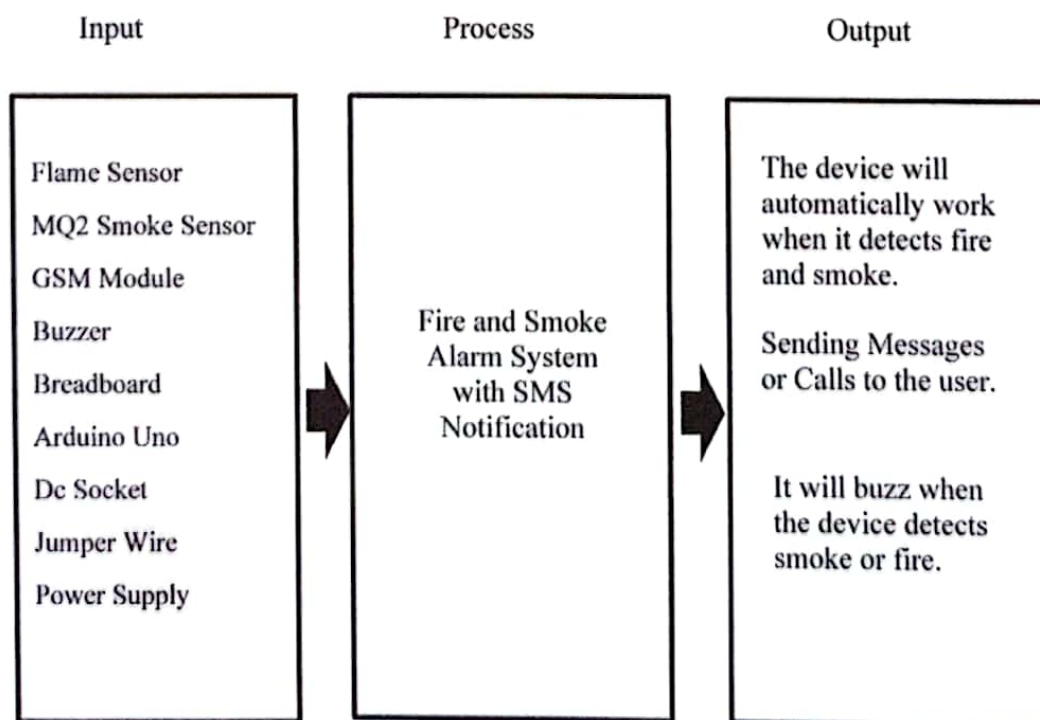 Input
Process
Output
Flame Sensor
MQ2 Smoke Sensor
GSM Module
Buzzer
Breadboard
Arduino Uno
Dc Socket
Jumper Wire
Power Supply
Fire and Smoke
Alarm System
with SMS
Notification
The device will
automatically work
when it detects fire
and smoke.
Sending Messages
or Calls to the user.
It will buzz when
the device detects
smoke or fire.